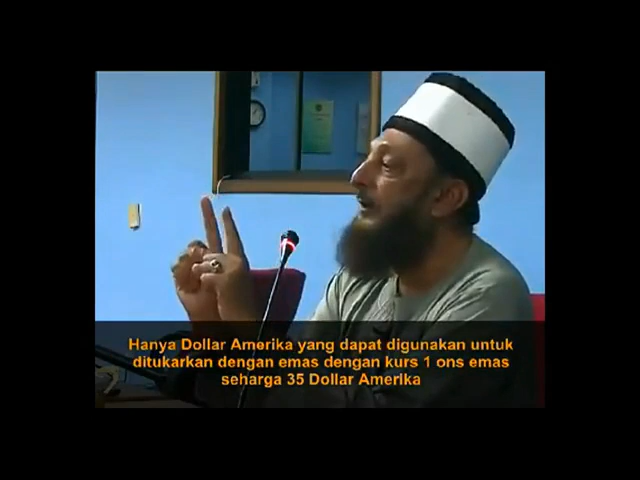 Hanya Dollar Amerika yang dapat digunakan untuk
ditukarkan dengan emas dengan kurs 1 ons emas
seharga 35 Dollar Amerika